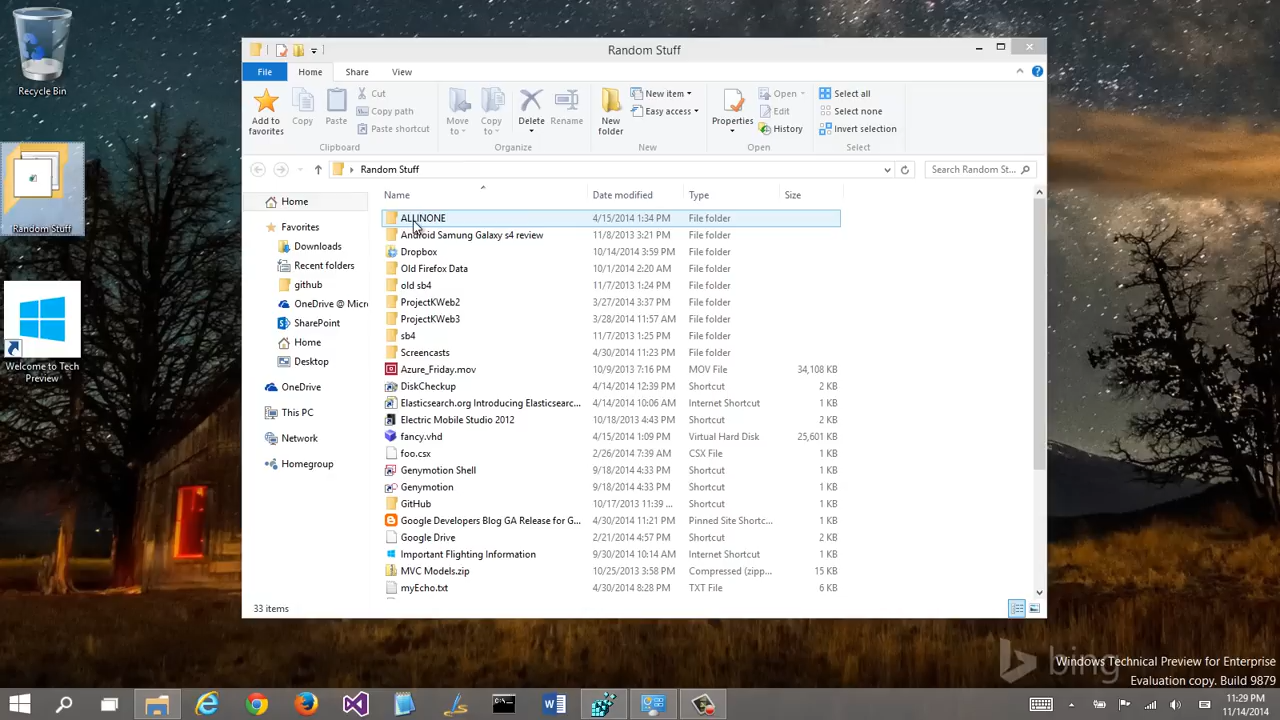 Recycle Bin
Random Stuff
Welcome to Tech
Preview
Random Stuff
File Home Share View
Add to
favorites
Copy
Paste
Cut
Copy path
Paste shortcut
Clipboard
Move
to
Copy
to
Delete
Rename
Organize
New
folder
New item
Easy access
New
Properties
Open
Edit
History
Open
Select all
Select none
Invert selection
Select
Random Stuff
Search Random St...
Home
Favorites
Downloads
Recent folders
github
OneDrive @ Micr
SharePoint
Home
Desktop
OneDrive
This PC
Network
Homegroup
Name Date modified Type Size
ALLINONE 4/15/2014 1:34 PM File folder
Android Samung Galaxy s4 review 11/8/2013 3:21 PM File folder
Dropbox 10/14/2014 3:59 PM File folder
Old Firefox Data 10/1/2014 2:20 AM File folder
old sb4 11/7/2013 1:24 PM File folder
ProjectKWeb2 3/27/2014 3:37 PM File folder
ProjectKWeb3 3/28/2014 11:57 AM File folder
sb4 11/7/2013 1:25 PM File folder
Screencasts 4/30/2014 11:23 PM File folder
Azure_Friday.mov 10/9/2013 7:16 PM MOV File 34,108 KB
DiskCheckup 4/14/2014 12:39 PM Shortcut 2 KB
Elasticsearch.org Introducing Elasticsearc... 4/14/2014 10:06 AM Internet Shortcut 1 KB
Electric Mobile Studio 2012 10/18/2013 4:43 PM Shortcut 2 KB
fancy.vhd 4/15/2014 1:09 PM Virtual Hard Disk 25,601 KB
foo.csx 2/26/2014 7:39 AM CSX File 1 KB
Genymotion Shell 9/18/2014 4:33 PM Shortcut 1 KB
Genymotion 9/18/2014 4:33 PM Shortcut 1 KB
GitHub 10/17/2013 11:39 ... Shortcut 1 KB
Google Developers Blog GA Release for G... 4/30/2014 11:21 PM Pinned Site Shortc... 1 KB
Google Drive 2/21/2014 4:57 PM Shortcut 2 KB
Important Flighting Information 9/30/2014 10:14 AM Internet Shortcut 1 KB
MVC Models.zip 10/25/2013 3:58 PM Compressed (zipp... 15 KB
myEcho.txt 4/30/2014 8:28 PM TXT File 6 KB
33 items
bing
Windows Technical Preview for Enterprise
Evaluation copy. Build 9879
11:29 PM
11/14/2014